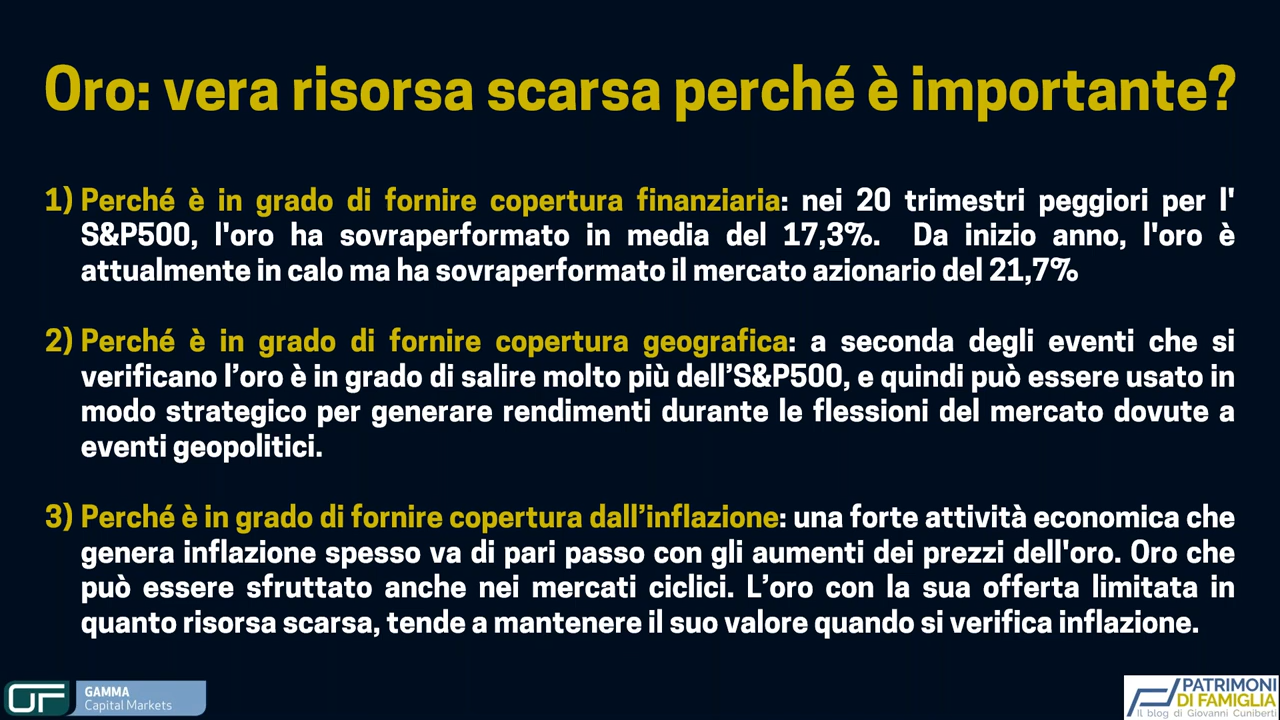 Oro: vera risorsa scarsa perché è importante?
1) Perché è in grado di fornire copertura finanziaria: nei 20 trimestri peggiori per l'
S&P500, l'oro ha sovraperformato in media del 17,3%. Da inizio anno, l'oro è
attualmente in calo ma ha sovraperformato il mercato azionario del 21,7%
2) Perché è in grado di fornire copertura geografica: a seconda degli eventi che si
verificano l’oro è in grado di salire molto più dell’S&P500, e quindi può essere usato in
modo strategico per generare rendimenti durante le flessioni del mercato dovute a
eventi geopolitici.
3) Perché è in grado di fornire copertura dall’inflazione: una forte attività economica che
genera inflazione spesso va di pari passo con gli aumenti dei prezzi dell'oro. Oro che
può essere sfruttato anche nei mercati ciclici. L’oro con la sua offerta limitata in
quanto risorsa scarsa, tende a mantenere il suo valore quando si verifica inflazione.
GAMMA
Capital Markets
PATRIMONI
DI FAMIGLIA
Il blog di Giovanni Cuniberti